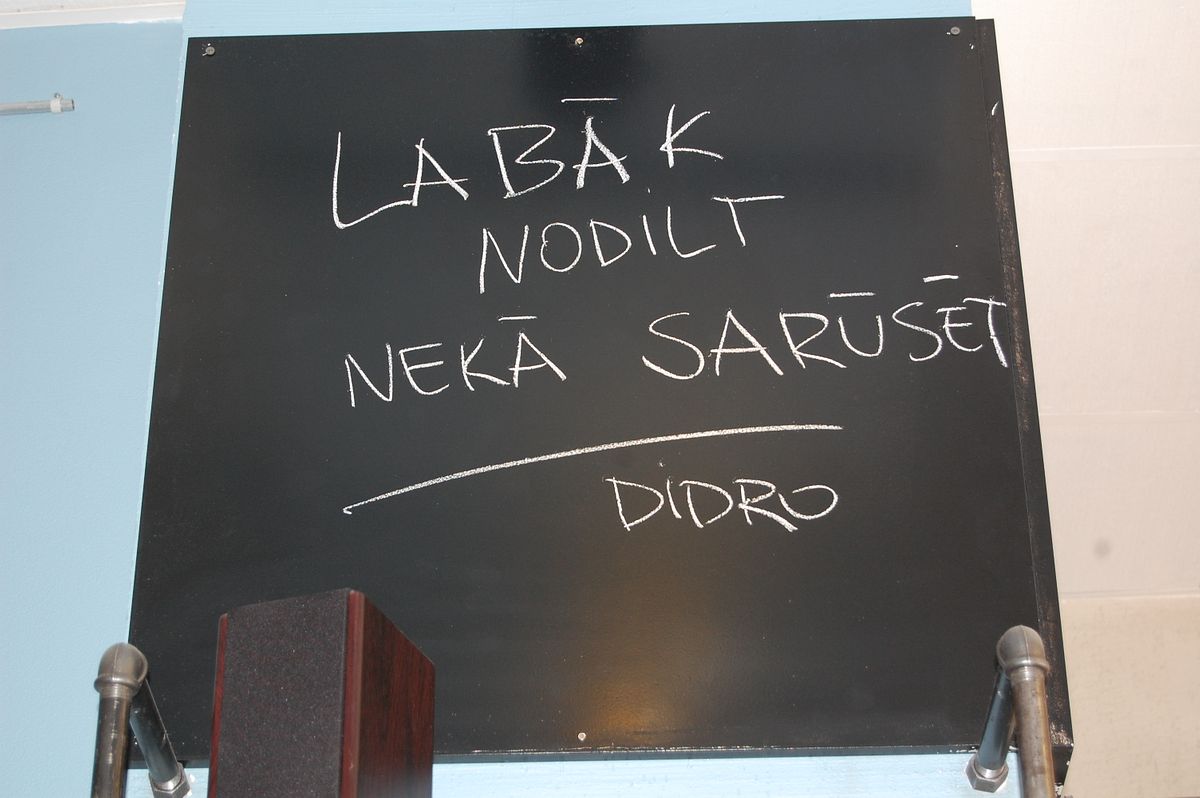 LABĀK
NODILT
NEKĀ SARŪSĒT
DIDRO